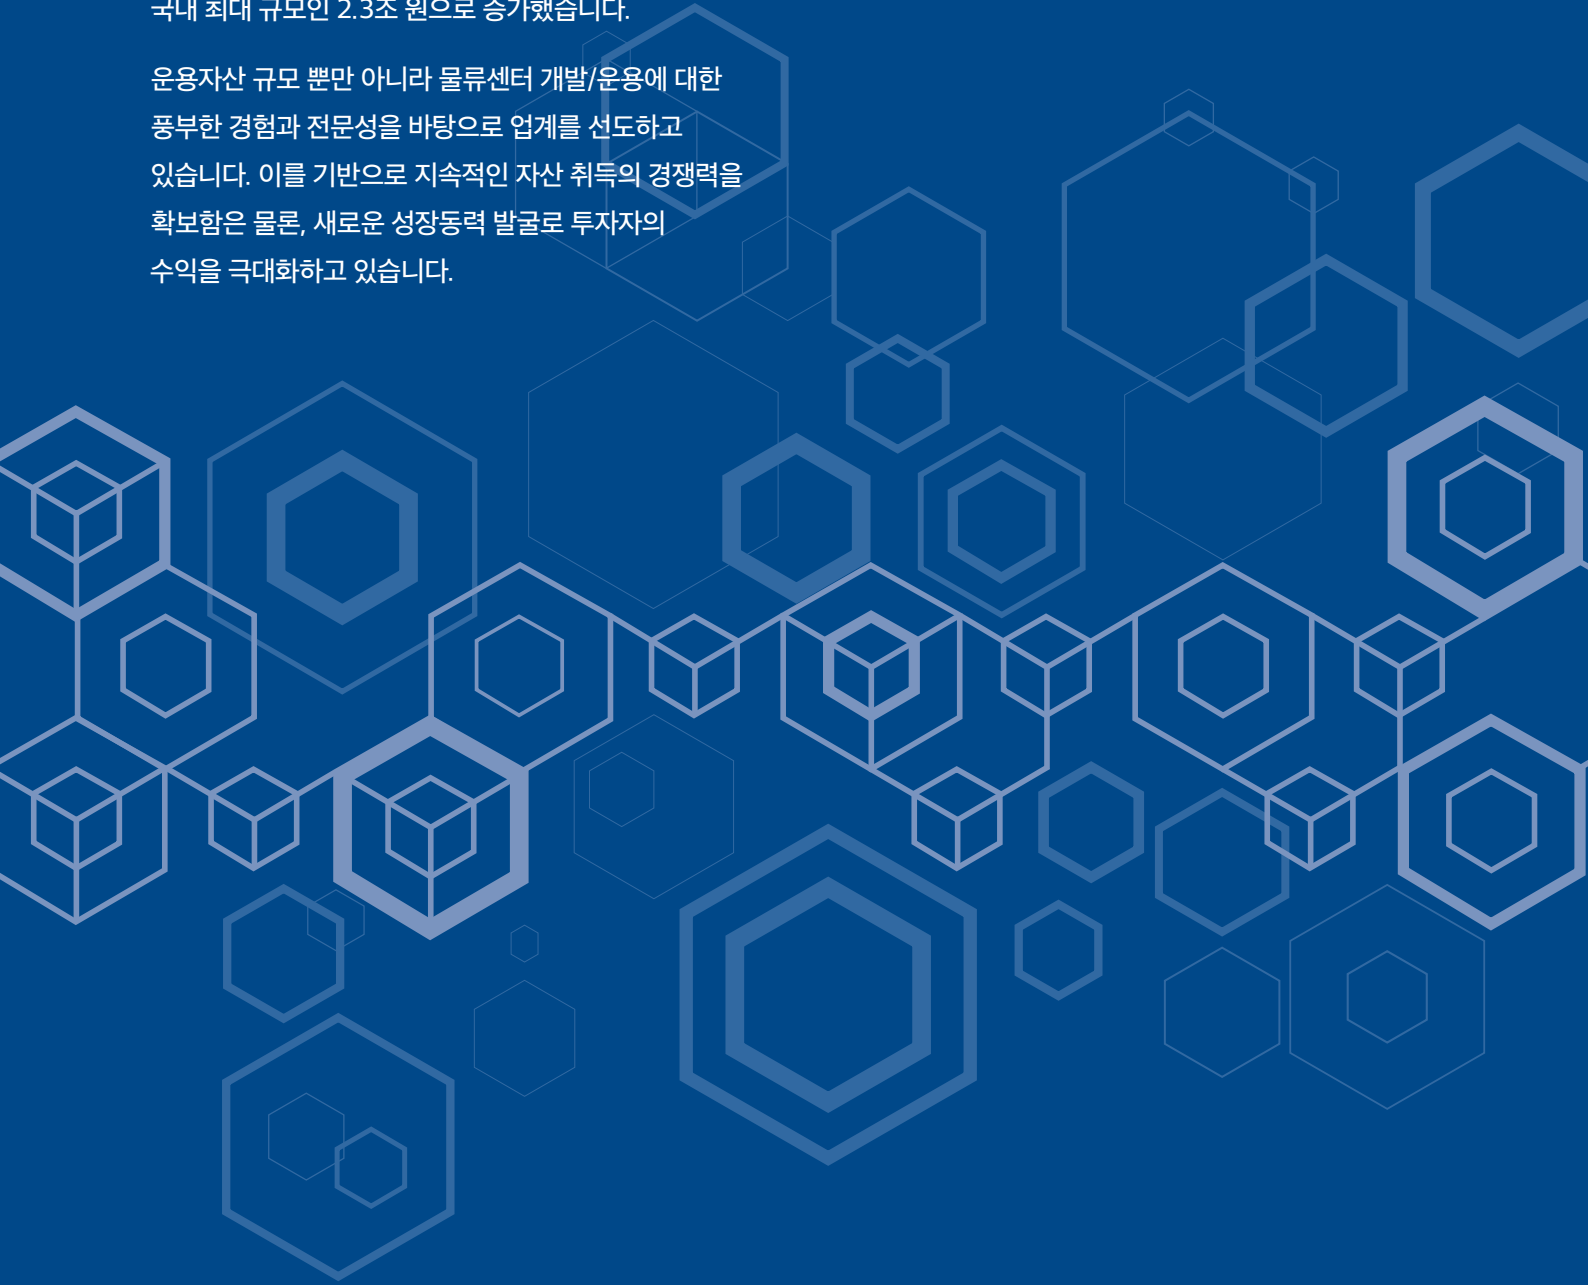 국내 최대 규모인 2.3조 원으로 증가했습니다.
운용자산 규모 뿐만 아니라 물류센터 개발/운용에 대한
풍부한 경험과 전문성을 바탕으로 업계를 선도하고
있습니다. 이를 기반으로 지속적인 자산 취득의 경쟁력을
확보함은 물론, 새로운 성장동력 발굴로 투자자의
수익을 극대화하고 있습니다.